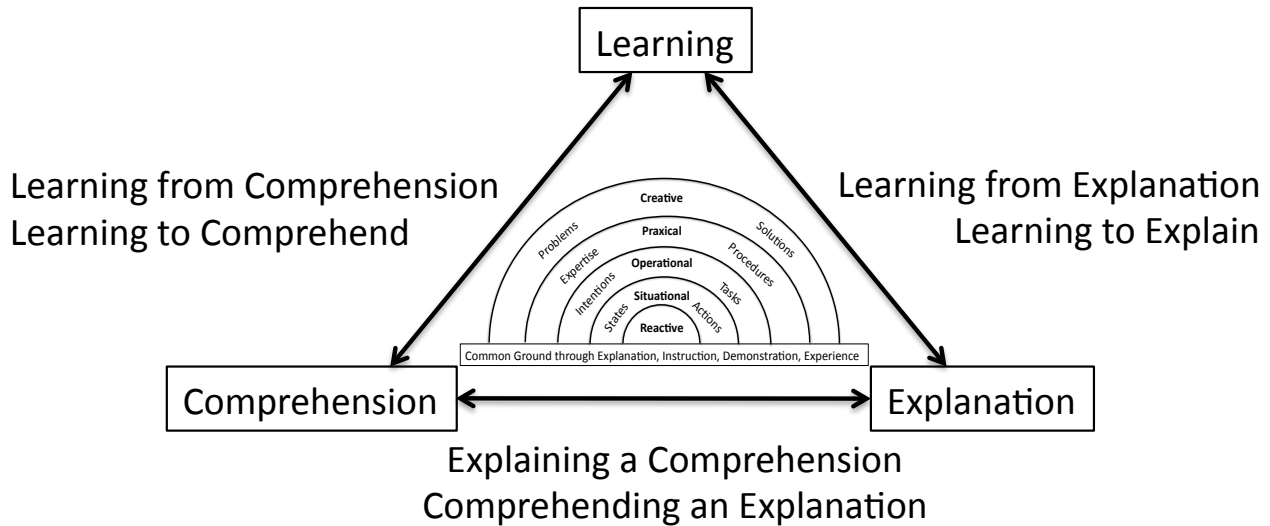 Learning
Learning from Comprehension
Learning to Comprehend
Learning from Explanation
Learning to Explain
Creative
Problems
Solutions
Praxical
Expertise
Procedures
Operational
Intentions
Tasks
Situational
States
Actions
Reactive
Common Ground through Explanation, Instruction, Demonstration, Experience
Comprehension
Explanation
Explaining a Comprehension
Comprehending an Explanation